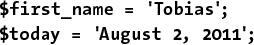 $first_name = 'Tobias';
$today = 'August 2, 2011';